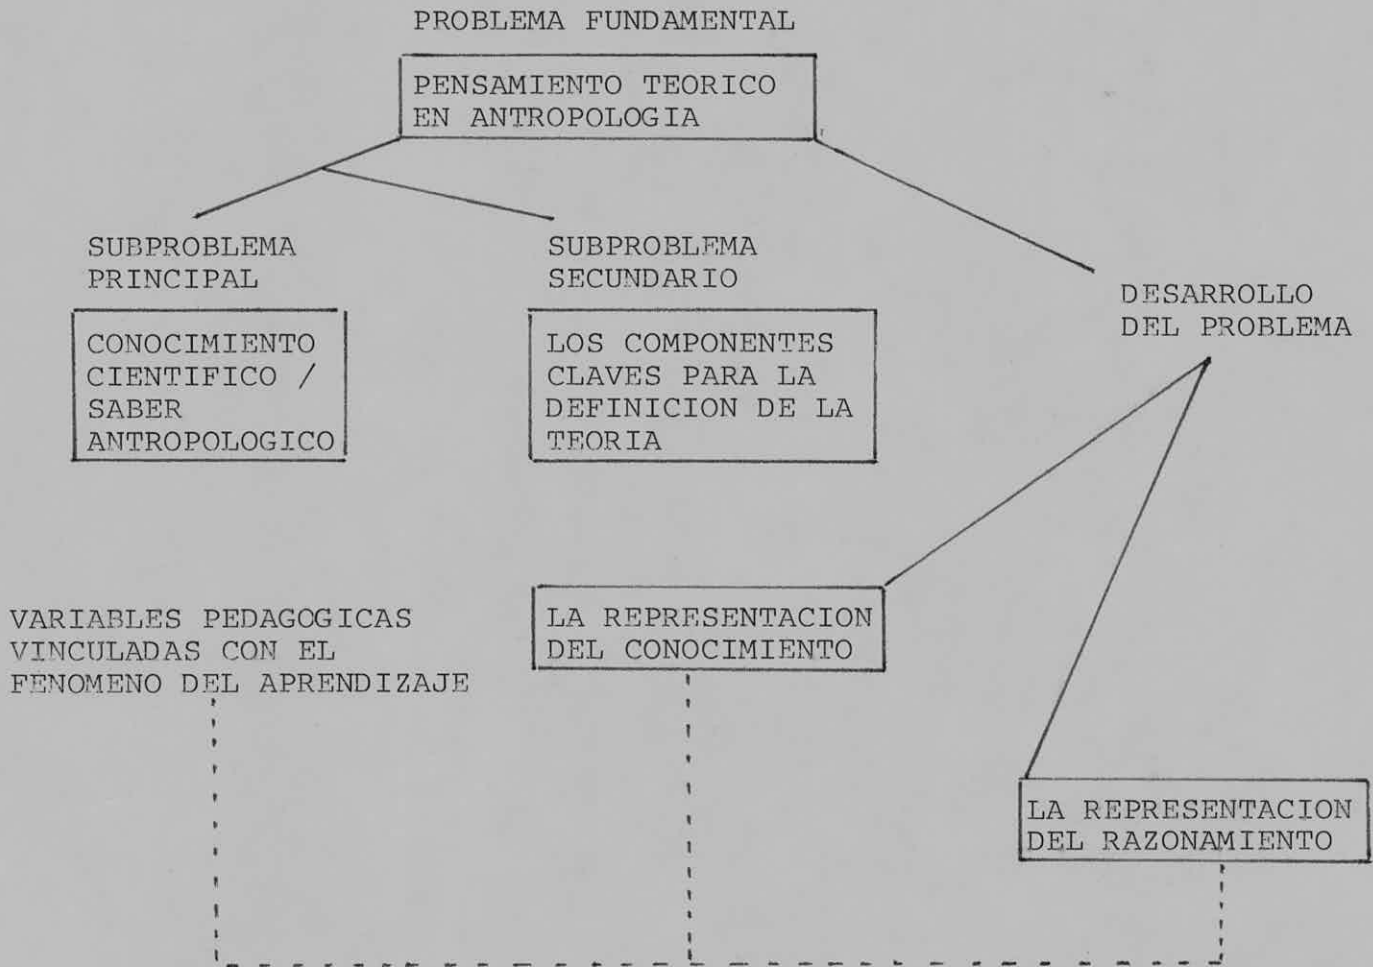 PROBLEMA FUNDAMENTAL
PENSAMIENTO TEORICO
EN ANTROPOLOGIA
SUBPROBLEMA
PRINCIPAL
CONOCIMIENTO
CIENTIFICO /
SABER
ANTROPOLOGICO
SUBPROBLEMA
SECUNDARIO
LOS COMPONENTES
CLAVES PARA LA
DEFINICION DE LA
TEORIA
DESARROLLO
DEL PROBLEMA
VARIABLES PEDAGOGICAS
VINCULADAS CON EL
FENOMENO DEL APRENDIZAJE
LA REPRESENTACION
DEL CONOCIMIENTO
LA REPRESENTACION
DEL RAZONAMIENTO